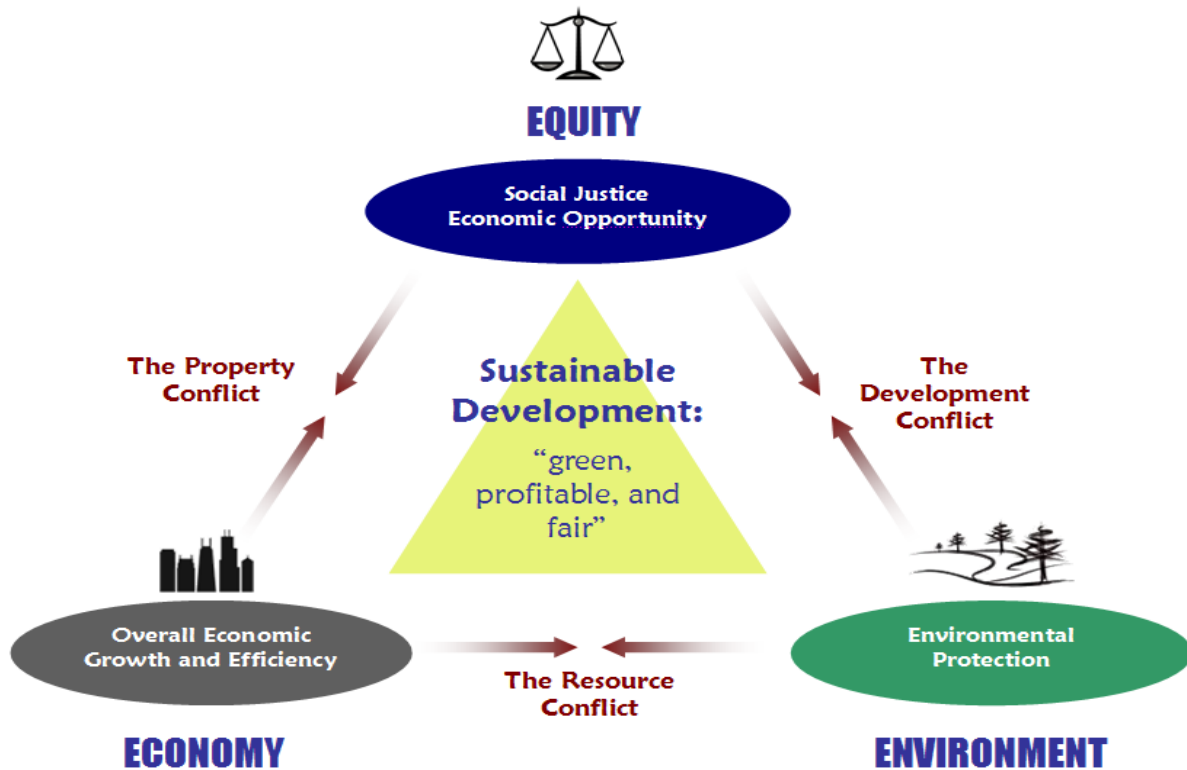 EQUITY
Social Justice
Economic Opportunity
The Property
Conflict
Sustainable
Development:
“green,
profitable, and
fair”
The
Development
Conflict
Overall Economic
Growth and Efficiency
Environmental
Protection
The Resource
Conflict
ECONOMY
ENVIRONMENT